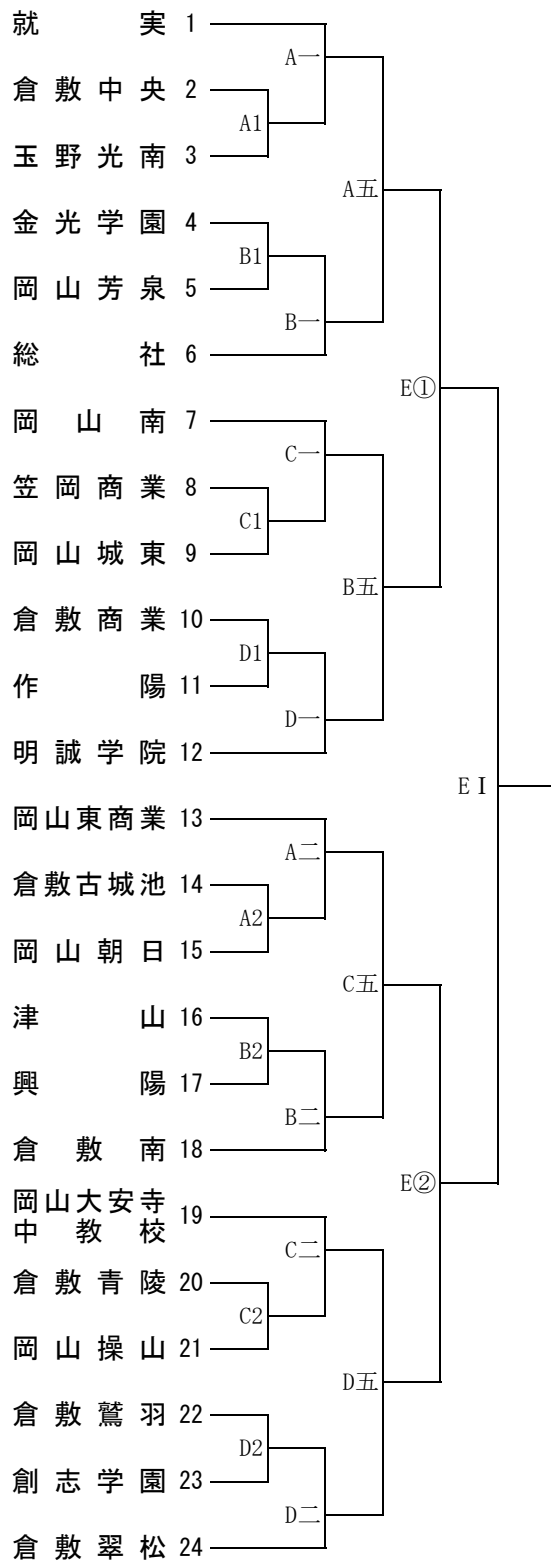 就実 1
A一
倉敷中央 2
A1
玉野光南 3
A五
金光学園 4
B1
岡山芳泉 5
B一
総社 6
E①
岡山南 7
C一
笠岡商業 8
C1
岡山城東 9
B五
倉敷商業 10
D1
作陽 11
D一
明誠学院 12
EⅠ
岡山東商業 13
A二
倉敷古城池 14
A2
岡山朝日 15
C五
津山 16
B2
興陽 17
B二
倉敷南 18
E②
岡山大安寺
中教校 19
C二
倉敷青陵 20
C2
岡山操山 21
D五
倉敷鷲羽 22
D2
創志学園 23
D二
倉敷翠松 24